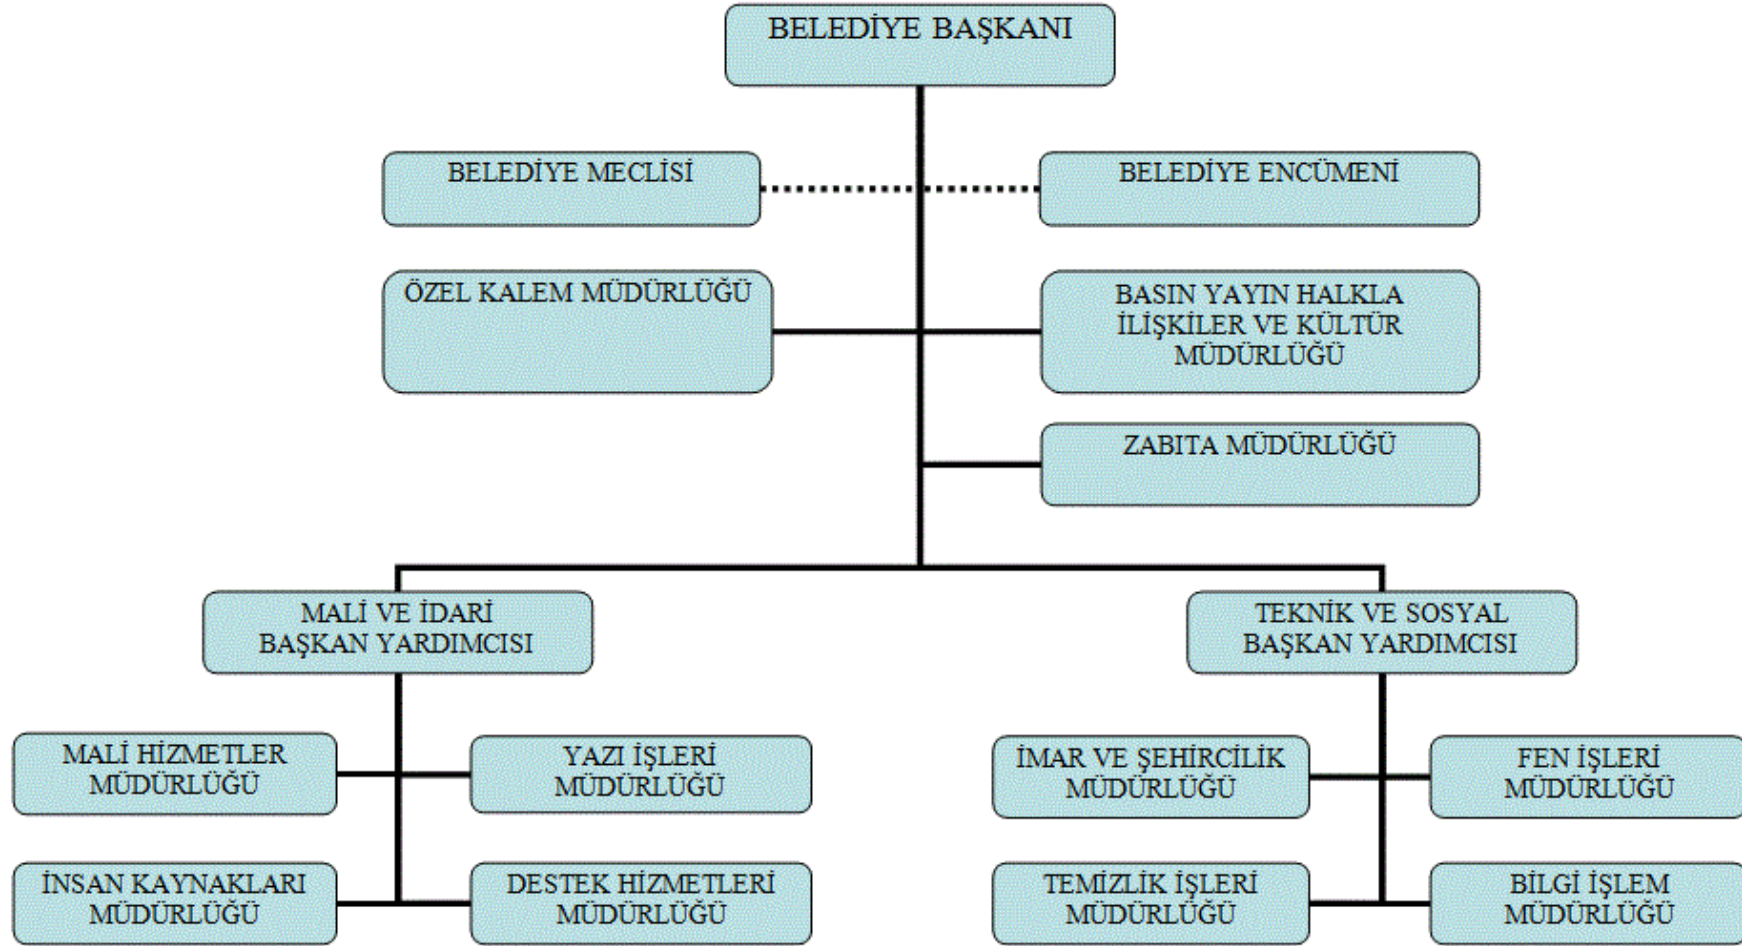 BELEDİYE BAŞKANI
BELEDİYE MECLİSİ
BELEDİYE ENCÜMENİ
ÖZEL KALEM MÜDÜRLÜĞÜ
BASIN YAYIN HALKLA
İLİŞKİLER VE KÜLTÜR
MÜDÜRLÜĞÜ
ZABITA MÜDÜRLÜĞÜ
MALİ VE İDARİ
BAŞKAN YARDIMCISI
TEKNİK VE SOSYAL
BAŞKAN YARDIMCISI
MALİ HİZMETLER
MÜDÜRLÜĞÜ
YAZI İŞLERİ
MÜDÜRLÜĞÜ
İMAR VE ŞEHİRCİLİK
MÜDÜRLÜĞÜ
FEN İŞLERİ
MÜDÜRLÜĞÜ
İNSAN KAYNAKLARI
MÜDÜRLÜĞÜ
DESTEK HİZMETLERİ
MÜDÜRLÜĞÜ
TEMİZLİK İŞLERİ
MÜDÜRLÜĞÜ
BİLGİ İŞLEM
MÜDÜRLÜĞÜ